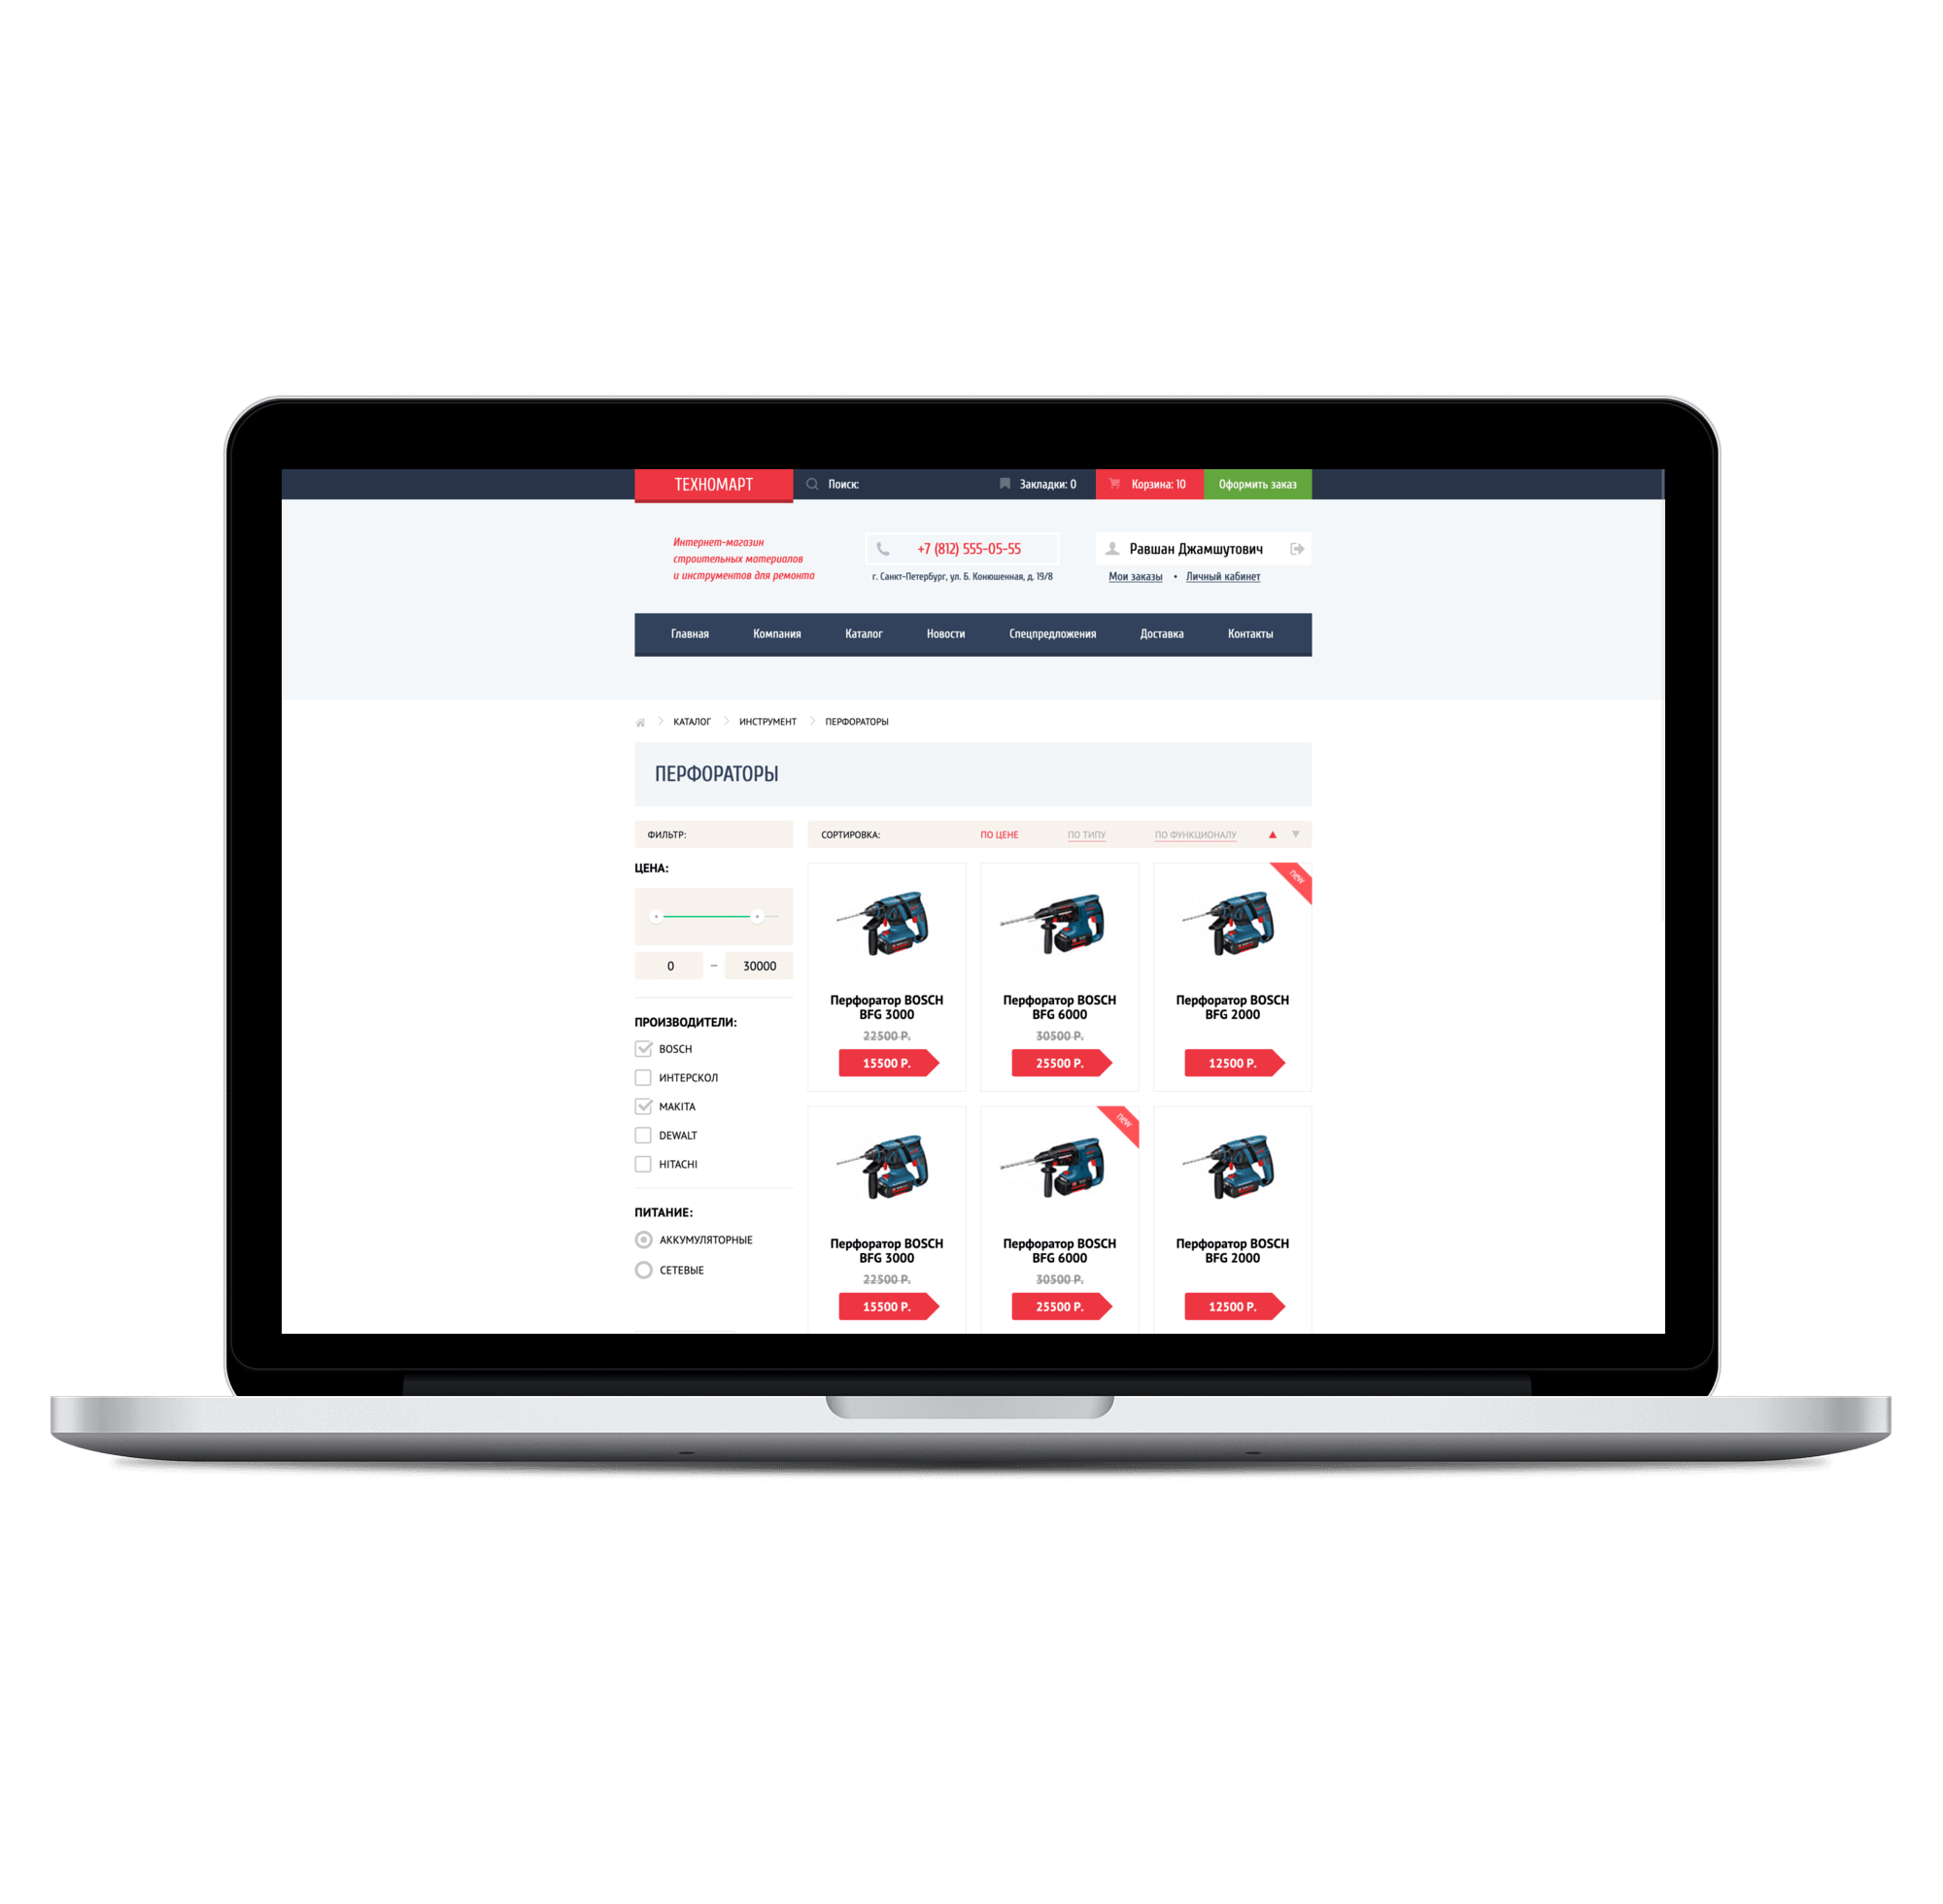 ТЕХНОМАРТ
Поиск:
Закладки: 0
Корзина: 10
Оформить заказ
Интернет-магазин
строительных материалов
и инструментов для ремонта
+7 (812) 555-05-55
г. Санкт-Петербург, ул. Б. Конюшенная, д. 19/8
Равшан Джамшутович
Мои заказы • Личный кабинет
Главная Компания Каталог Новости Спецпредложения Доставка Контакты
КАТАЛОГ ИНСТРУМЕНТ ПЕРФОРАТОРЫ
ПЕРФОРАТОРЫ
ФИЛЬТР:
ЦЕНА:
0 – 30000
ПРОИЗВОДИТЕЛИ:
BOSCH
ИНТЕРСКОЛ
MAKITA
DEWALT
HITACHI
ПИТАНИЕ:
АККУМУЛЯТОРНЫЕ
СЕТЕВЫЕ
СОРТИРОВКА: ПО ЦЕНЕ ПО ТИПУ ПО ФУНКЦИОНАЛУ
Перфоратор BOSCH
BFG 3000
22500 Р.
15500 Р.
Перфоратор BOSCH
BFG 6000
30500 Р.
25500 Р.
new
Перфоратор BOSCH
BFG 2000
12500 Р.
Перфоратор BOSCH
BFG 3000
22500 Р.
15500 Р.
new
Перфоратор BOSCH
BFG 6000
30500 Р.
25500 Р.
Перфоратор BOSCH
BFG 2000
12500 Р.